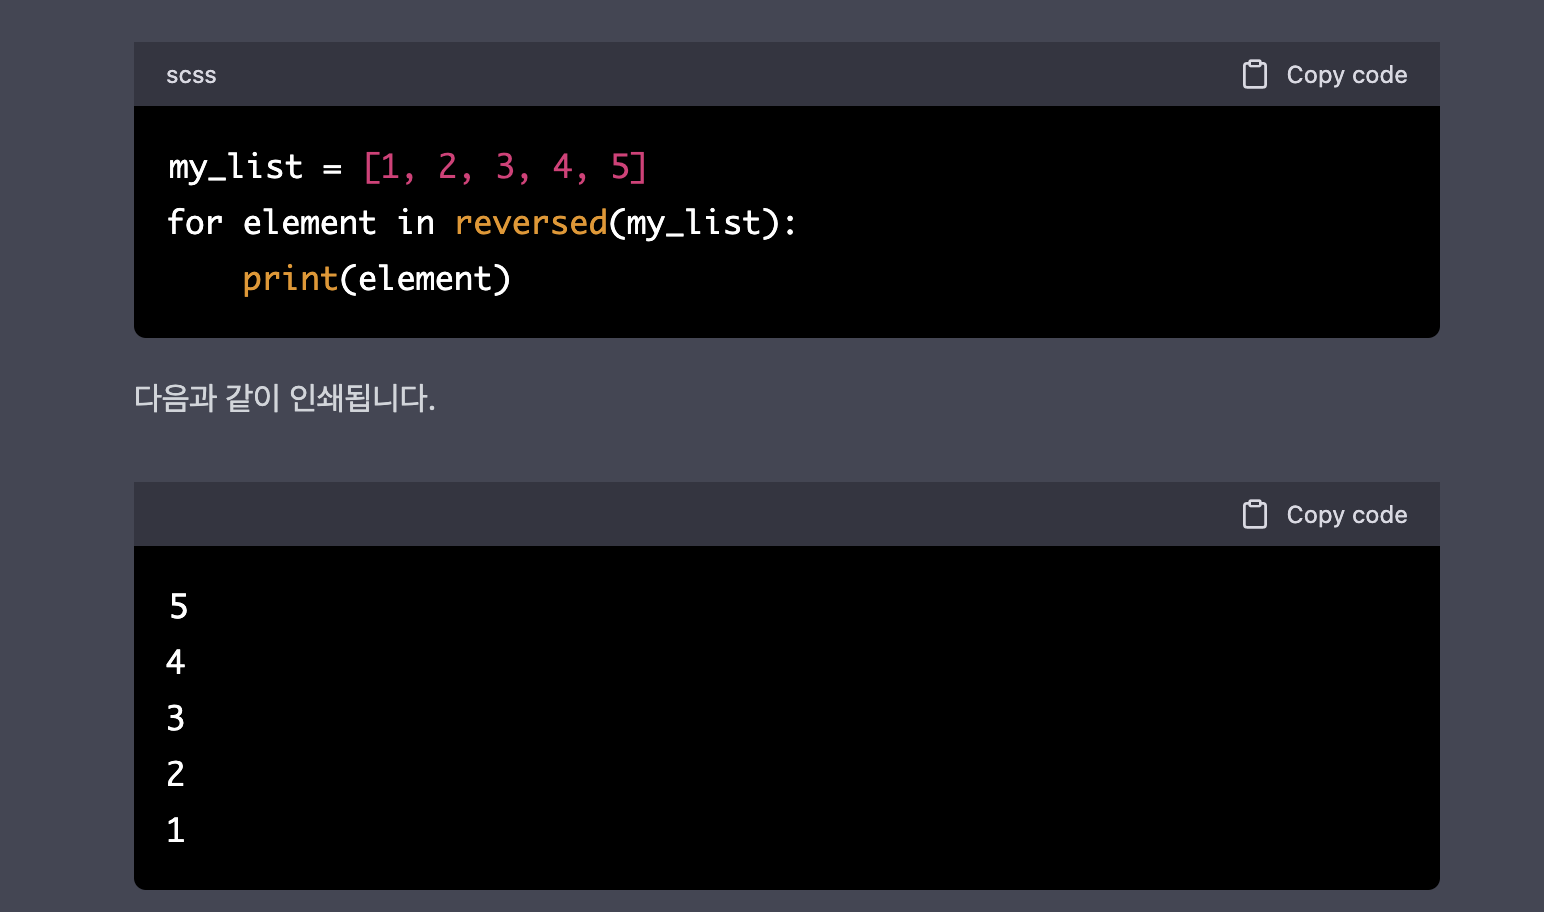 scss
Copy code
my_list = [1, 2, 3, 4, 5]
for element in reversed(my_list):
    print(element)
다음과 같이 인쇄됩니다.
Copy code
5
4
3
2
1